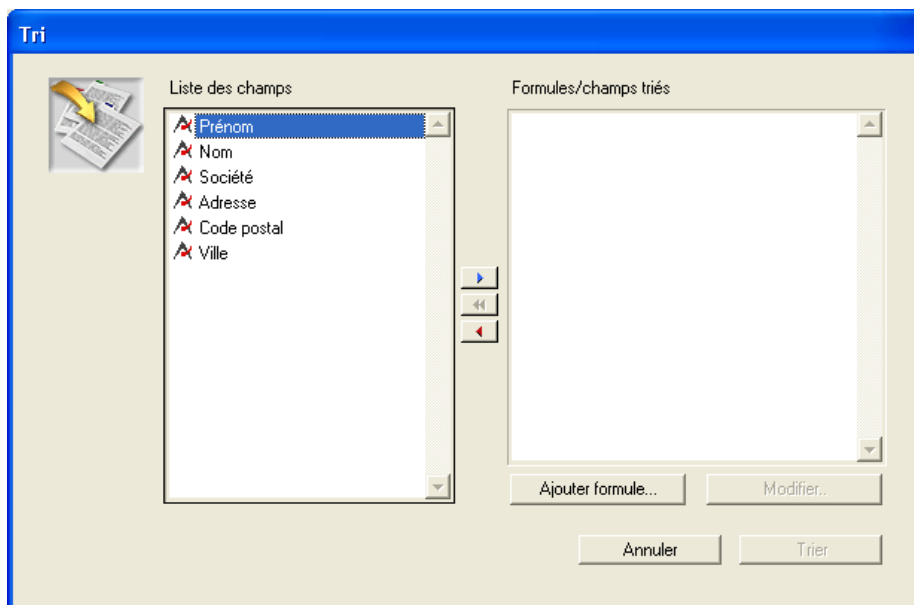 Tri
Liste des champs
Formules/champs triés
Prénom
Nom
Société
Adresse
Code postal
Ville
Ajouter formule...
Modifier..
Annuler
Trier